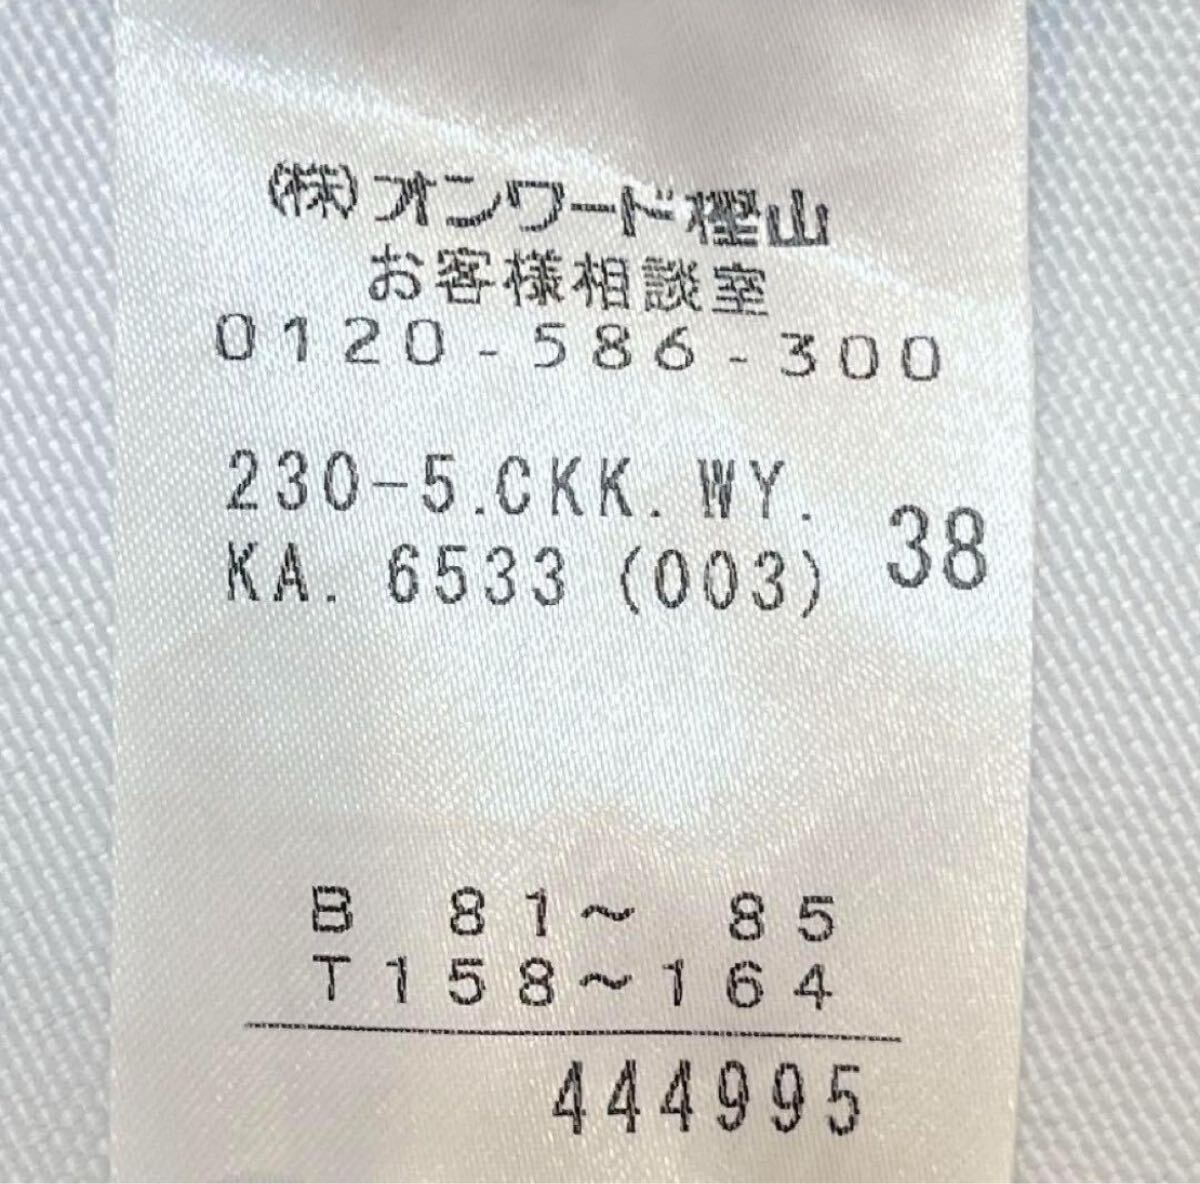 (株)オンワード樫山
お客様相談室
0120-586-300
230-5.CKK.WY.
KA. 6533 (003) 38
B 81〜 85
T158〜164
444995